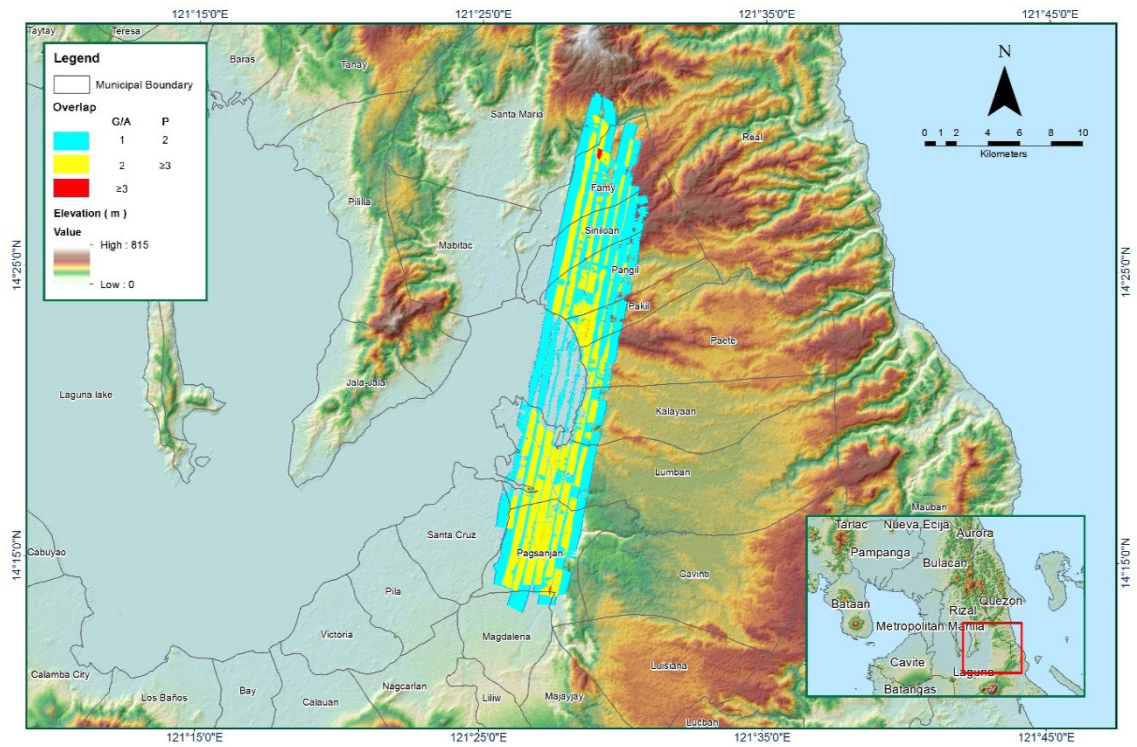 121°15'0"E 121°25'0"E 121°35'0"E 121°45'0"E
Taytay
Teresa
Baras
Tanay
Legend
Municipal Boundary
Overlap
G/A P
1 2
2 ≥3
≥3
Elevation ( m )
Value
High : 815
Low : 0
N
0 1 2 4 6 8 10
Kilometers
Santa Maria
Real
Famy
Pililla
Siniloan
Mabitac
14°25'0"N
Pangil
14°25'0"N
Pakil
Paete
Jala-Jala
Laguna lake
Kalayaan
Lumban
Mauban
Santa Cruz
Cabuyao
14°15'0"N
Pagsanjan
14°15'0"N
Cavinti
Pila
Victoria
Magdalena
Luisiana
Calamba City
Los Baños
Bay
Calauan
Nagcarlan
Liliw
Majayjay
Lucban
Tarlac
Nueva Ecija
Aurora
Pampanga
Bulacan
Bataan
Rizal
Quezon
Metropolitan Manila
Cavite
Laguna
Batangas
121°15'0"E 121°25'0"E 121°35'0"E 121°45'0"E